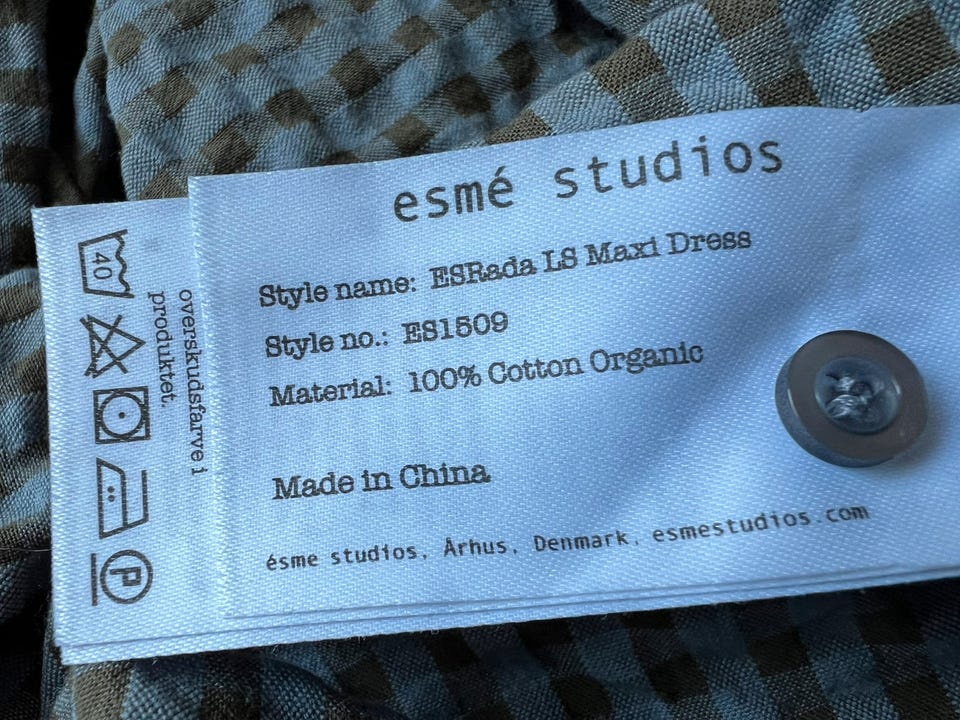 esmé studios
Style name: ESRada LS Maxi Dress
Style no.: ES1509
Material: 100% Cotton Organic
Made in China
ésme studios, Århus, Denmark, esmestudios.com
overskudsfarve i
produktet.
40
P